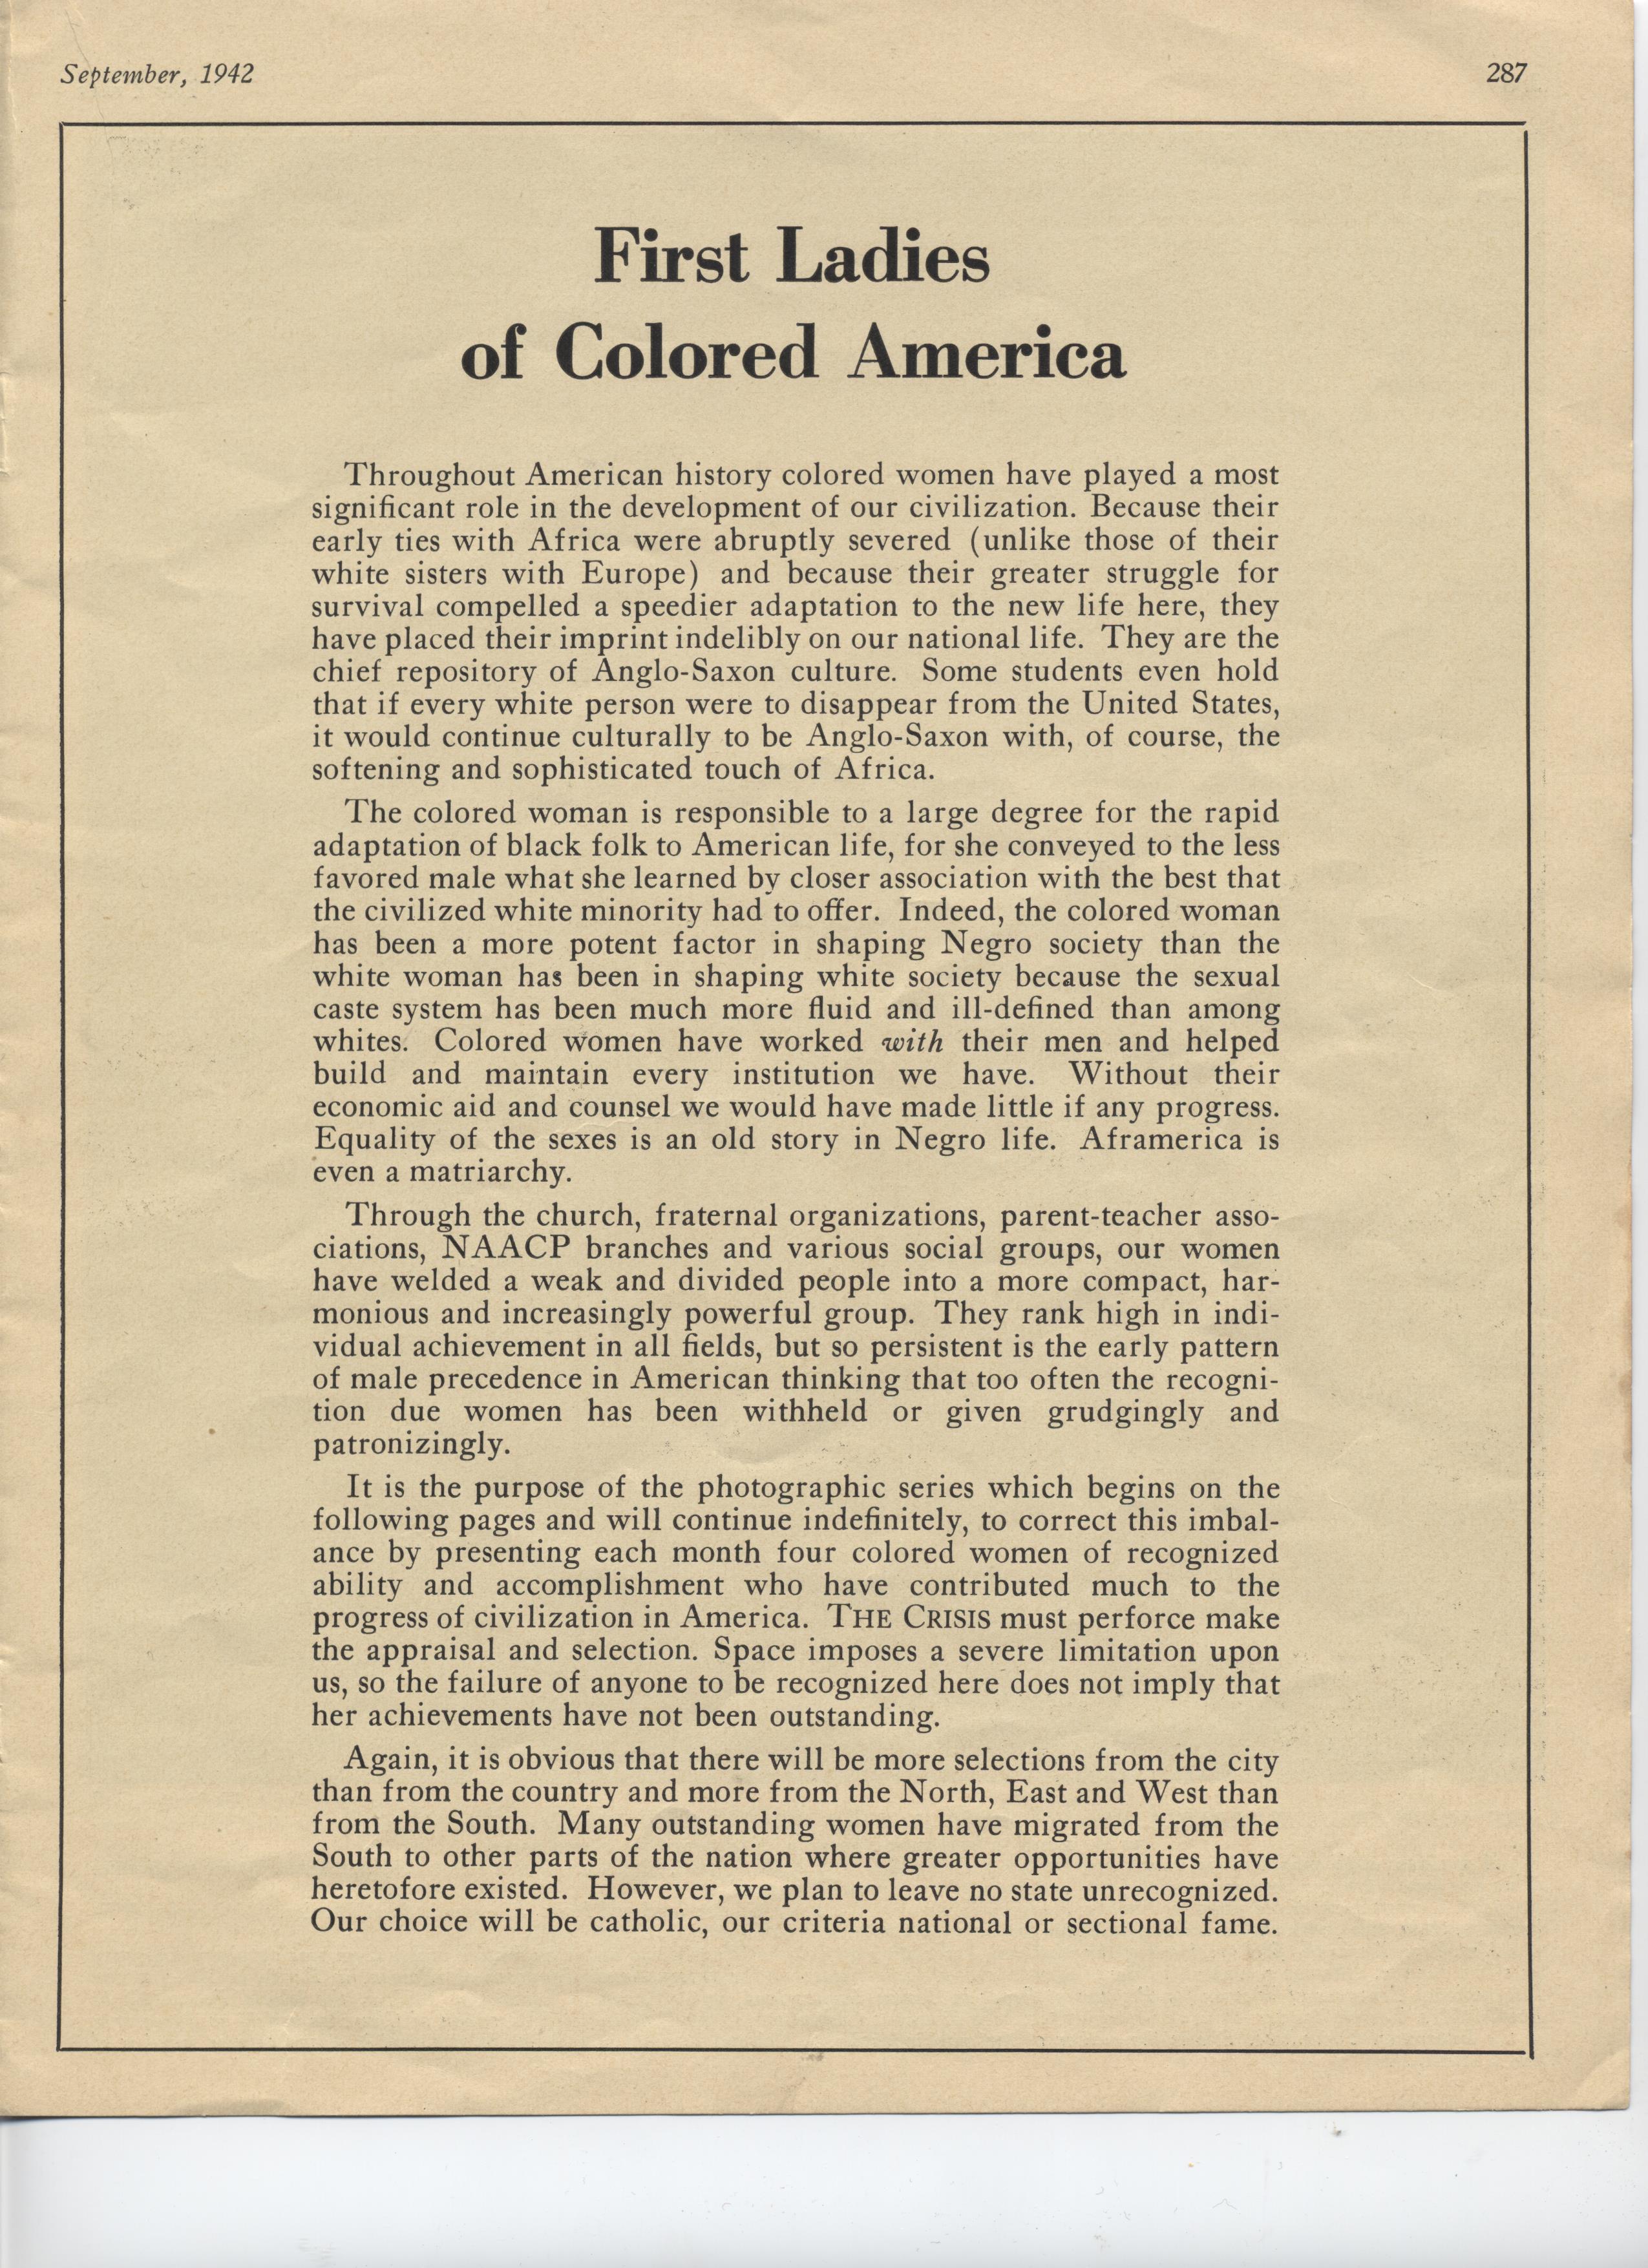 September, 1942
287
First Ladies
of Colored America
Throughout American history colored women have played a most
significant role in the development of our civilization. Because their
early ties with Africa were abruptly severed (unlike those of their
white sisters with Europe) and because their greater struggle for
survival compelled a speedier adaptation to the new life here, they
have placed their imprint indelibly on our national life. They are the
chief repository of Anglo-Saxon culture. Some students even hold
that if every white person were to disappear from the United States,
it would continue culturally to be Anglo-Saxon with, of course, the
softening and sophisticated touch of Africa.
The colored woman is responsible to a large degree for the rapid
adaptation of black folk to American life, for she conveyed to the less
favored male what she learned by closer association with the best that
the civilized white minority had to offer. Indeed, the colored woman
has been a more potent factor in shaping Negro society than the
white woman has been in shaping white society because the sexual
caste system has been much more fluid and ill-defined than among
whites. Colored women have worked with their men and helped
build and maintain every institution we have. Without their
economic aid and counsel we would have made little if any progress.
Equality of the sexes is an old story in Negro life. Aframerica is
even a matriarchy.
Through the church, fraternal organizations, parent-teacher asso-
ciations, NAACP branches and various social groups, our women
have welded a weak and divided people into a more compact, har-
monious and increasingly powerful group. They rank high in indi-
vidual achievement in all fields, but so persistent is the early pattern
of male precedence in American thinking that too often the recogni-
tion due women has been withheld or given grudgingly and
patronizingly.
It is the purpose of the photographic series which begins on the
following pages and will continue indefinitely, to correct this imbal-
ance by presenting each month four colored women of recognized
ability and accomplishment who have contributed much to the
progress of civilization in America. THE CRISIS must perforce make
the appraisal and selection. Space imposes a severe limitation upon
us, so the failure of anyone to be recognized here does not imply that
her achievements have not been outstanding.
Again, it is obvious that there will be more selections from the city
than from the country and more from the North, East and West than
from the South. Many outstanding women have migrated from the
South to other parts of the nation where greater opportunities have
heretofore existed. However, we plan to leave no state unrecognized.
Our choice will be catholic, our criteria national or sectional fame.